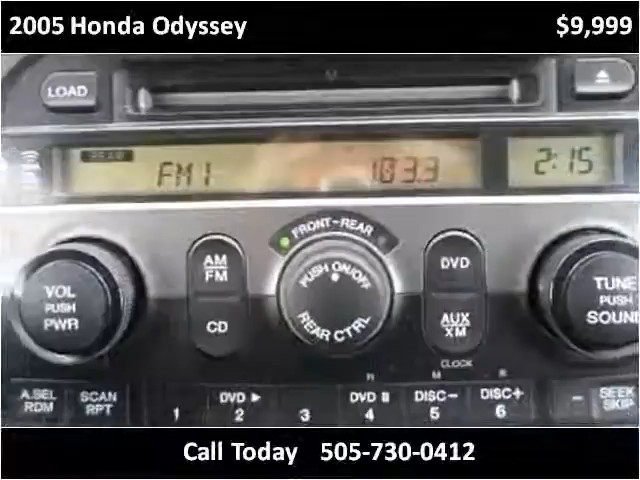 2005 Honda Odyssey $9,999
LOAD
REAR
FM1 103.3 2:15
FRONT-REAR
VOL
PUSH
PWR
AM
FM
CD
PUSH ON/OFF
REAR CTRL
DVD
AUX
XM
TUNE
PUSH
SOUN
CLOCK
H M R
A.SEL
RDM
SCAN
RPT
1
DVD ▶
2
3
DVD ⏸
4
DISC-
5
DISC+
6
-
SEEK
SKIP
Call Today 505-730-0412